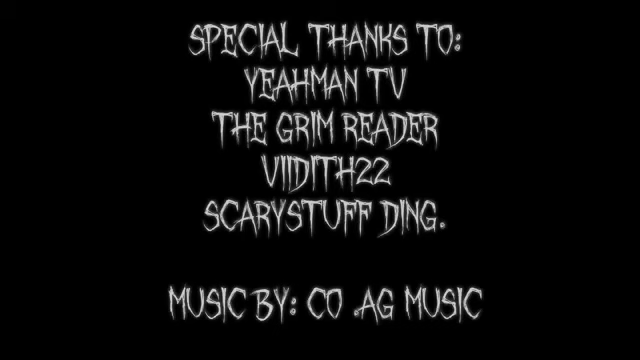 SPECIAL THANKS TO:
YEAHMAN TV
THE GRIM READER
VIIDITH22
SCARYSTUFF DING.
MUSIC BY: CO .AG MUSIC